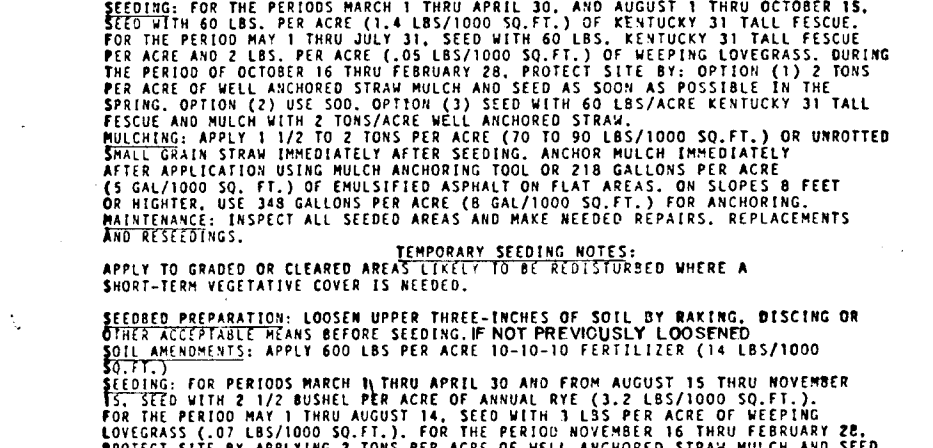 SEEDING: FOR THE PERIODS MARCH 1 THRU APRIL 30, AND AUGUST 1 THRU OCTOBER 15,
SEED WITH 60 LBS. PER ACRE (1.4 LBS/1000 SQ.FT.) OF KENTUCKY 31 TALL FESCUE.
FOR THE PERIOD MAY 1 THRU JULY 31, SEED WITH 60 LBS. KENTUCKY 31 TALL FESCUE
PER ACRE AND 2 LBS. PER ACRE (.05 LBS/1000 SQ.FT.) OF WEEPING LOVEGRASS. DURING
THE PERIOD OF OCTOBER 16 THRU FEBRUARY 28, PROTECT SITE BY: OPTION (1) 2 TONS
PER ACRE OF WELL ANCHORED STRAW MULCH AND SEED AS SOON AS POSSIBLE IN THE
SPRING. OPTION (2) USE SOD. OPTION (3) SEED WITH 60 LBS/ACRE KENTUCKY 31 TALL
FESCUE AND MULCH WITH 2 TONS/ACRE WELL ANCHORED STRAW.
MULCHING: APPLY 1 1/2 TO 2 TONS PER ACRE (70 TO 90 LBS/1000 SQ.FT.) OR UNROTTED
SMALL GRAIN STRAW IMMEDIATELY AFTER SEEDING. ANCHOR MULCH IMMEDIATELY
AFTER APPLICATION USING MULCH ANCHORING TOOL OR 218 GALLONS PER ACRE
(5 GAL/1000 SQ. FT.) OF EMULSIFIED ASPHALT ON FLAT AREAS. ON SLOPES 8 FEET
OR HIGHTER, USE 348 GALLONS PER ACRE (8 GAL/1000 SQ.FT.) FOR ANCHORING.
MAINTENANCE: INSPECT ALL SEEDED AREAS AND MAKE NEEDED REPAIRS, REPLACEMENTS
AND RESEEDINGS.
TEMPORARY SEEDING NOTES:
APPLY TO GRADED OR CLEARED AREAS LIKELY TO BE REDISTURBED WHERE A
SHORT-TERM VEGETATIVE COVER IS NEEDED.
SEEDBED PREPARATION: LOOSEN UPPER THREE-INCHES OF SOIL BY RAKING, DISCING OR
OTHER ACCEPTABLE MEANS BEFORE SEEDING, IF NOT PREVIOUSLY LOOSENED
SOIL AMENDMENTS: APPLY 600 LBS PER ACRE 10-10-10 FERTILIZER (14 LBS/1000
SQ.FT.)
SEEDING: FOR PERIODS MARCH 1 THRU APRIL 30 AND FROM AUGUST 15 THRU NOVEMBER
15, SEED WITH 2 1/2 BUSHEL PER ACRE OF ANNUAL RYE (3.2 LBS/1000 SQ.FT.).
FOR THE PERIOD MAY 1 THRU AUGUST 14, SEED WITH 3 LBS PER ACRE OF WEEPING
LOVEGRASS (.07 LBS/1000 SQ.FT.). FOR THE PERIOD NOVEMBER 16 THRU FEBRUARY 28,
PROTECT SITE BY APPLYING 2 TONS PER ACRE OF WELL ANCHORED STRAW MULCH AND SEED